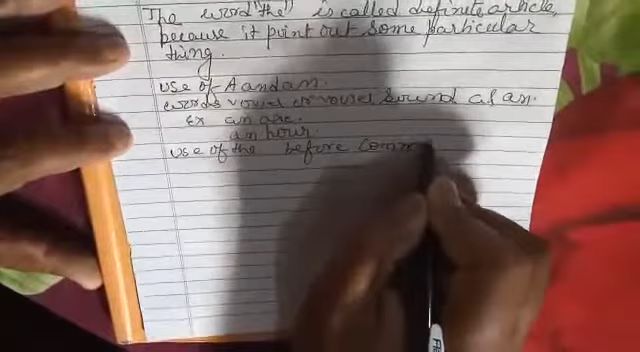 The word "the" is called definite article,
because it point out some particular
thing.
use of A and an.
words vowel or vowel sound a/an.
Ex an axe.
an hour.
use of the before Comm